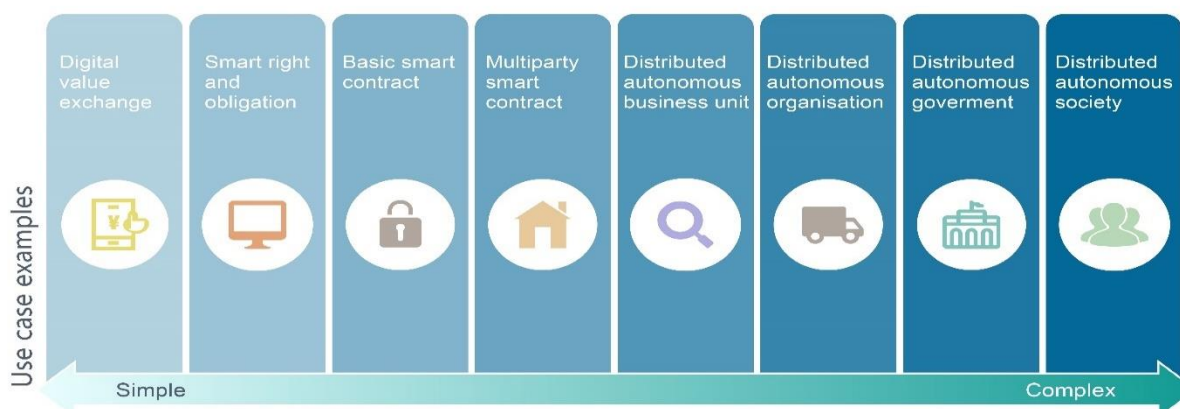 Digital
value
exchange
Smart right
and
obligation
Basic smart
contract
Multiparty
smart
contract
Distributed
autonomous
business unit
Distributed
autonomous
organisation
Distributed
autonomous
goverment
Distributed
autonomous
society
¥
Use case examples
Simple
Complex